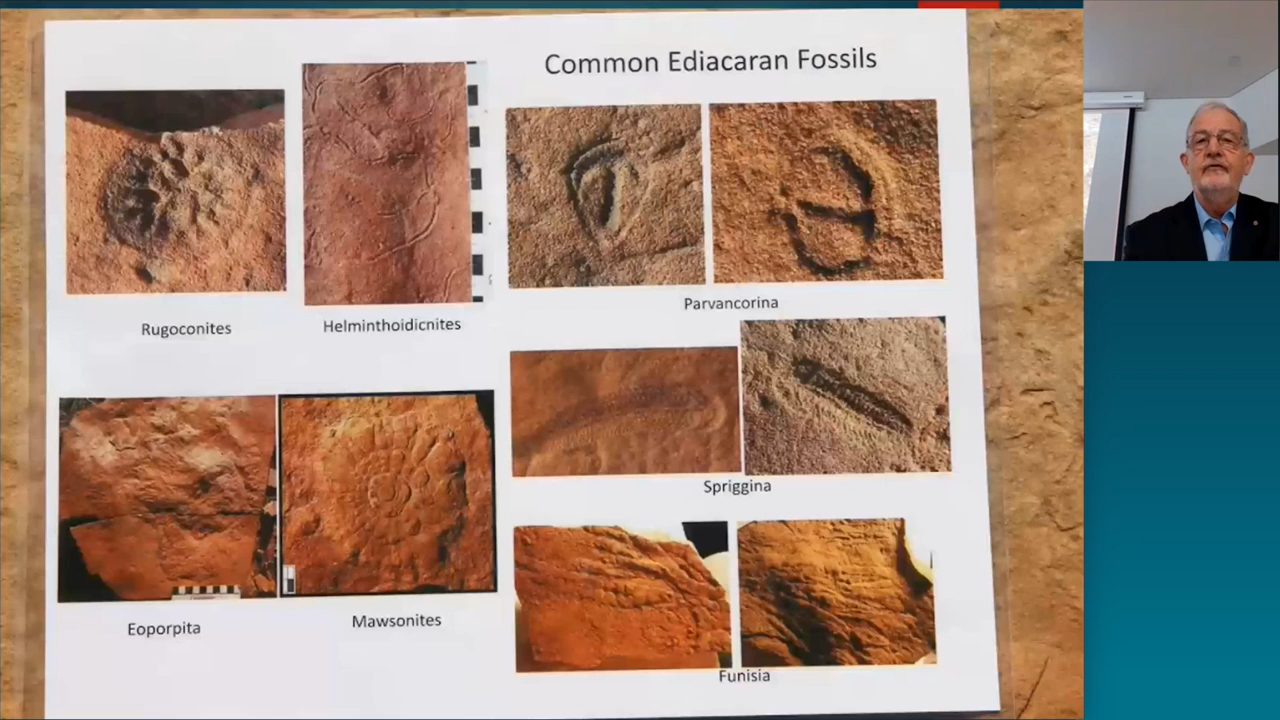 Common Ediacaran Fossils
Rugoconites
Helminthoidicnites
Parvancorina
Spriggina
Eoporpita
Mawsonites
Funisia